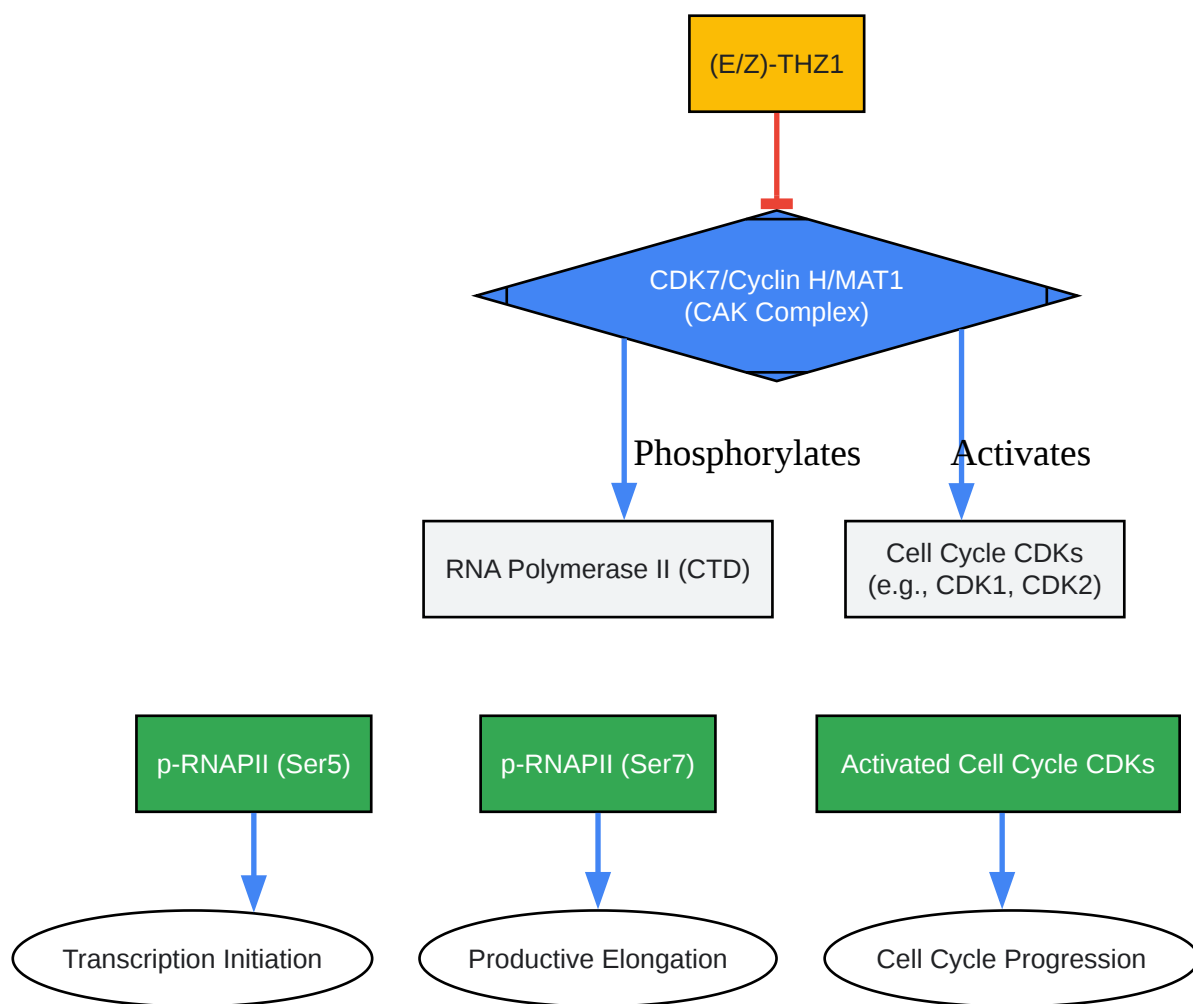 (E/Z)-THZ1
CDK7/Cyclin H/MAT1
(CAK Complex)
Phosphorylates
Activates
RNA Polymerase II (CTD)
Cell Cycle CDKs
(e.g., CDK1, CDK2)
p-RNAPII (Ser5)
p-RNAPII (Ser7)
Activated Cell Cycle CDKs
Transcription Initiation
Productive Elongation
Cell Cycle Progression